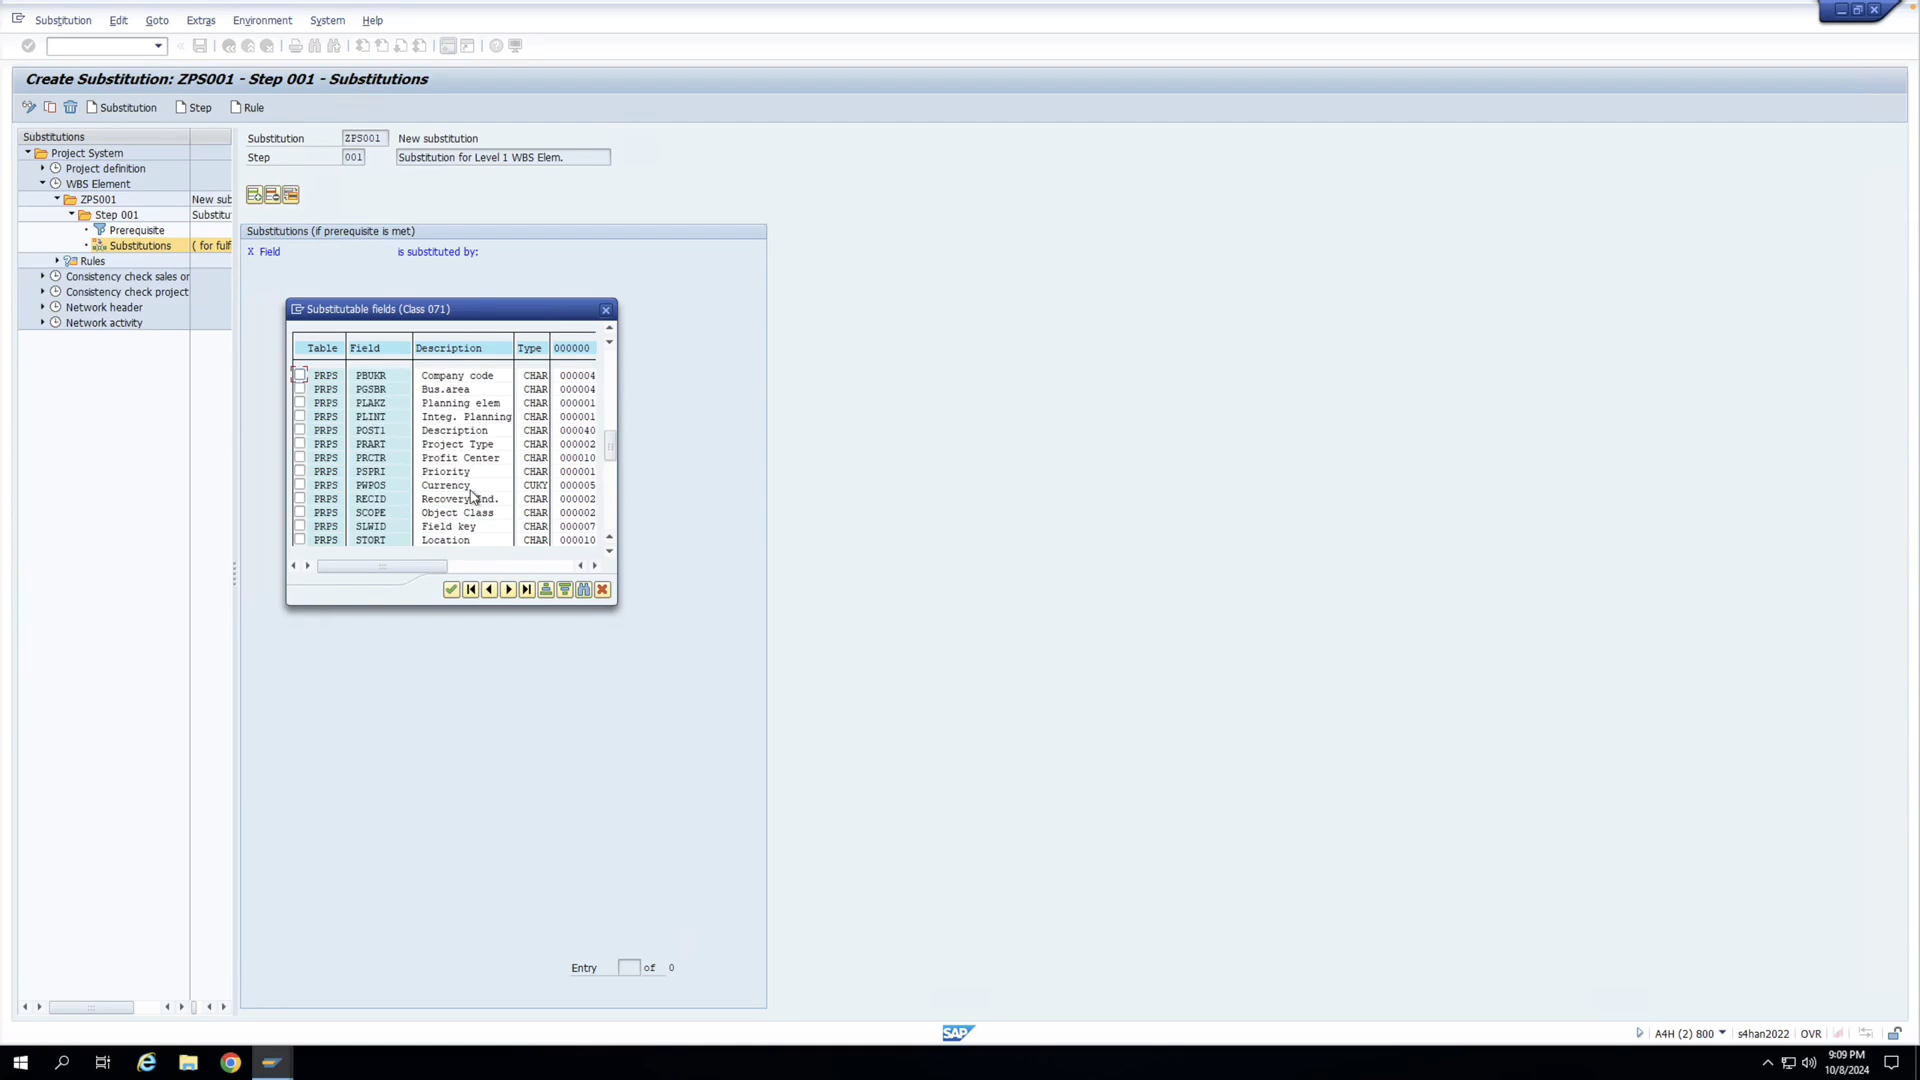 Substitution Edit Goto Extras Environment System Help
Create Substitution: ZPS001 - Step 001 - Substitutions
Substitution Step Rule
Substitutions
Project System
Project definition
WBS Element
ZPS001 New sub
Step 001 Substitu
Prerequisite
Substitutions ( for fulf
Rules
Consistency check sales or
Consistency check project
Network header
Network activity
Substitution ZPS001 New substitution
Step 001 Substitution for Level 1 WBS Elem.
Substitutions (if prerequisite is met)
X Field is substituted by:
Substitutable fields (Class 071)
Table Field Description Type 000000
PRPS PBUKR Company code CHAR 000004
PRPS PGSBR Bus.area CHAR 000004
PRPS PLAKZ Planning elem CHAR 000001
PRPS PLINT Integ. Planning CHAR 000001
PRPS POST1 Description CHAR 000040
PRPS PRART Project Type CHAR 000002
PRPS PRCTR Profit Center CHAR 000010
PRPS PSPRI Priority CHAR 000001
PRPS PWPOS Currency CUKY 000005
PRPS RECID Recovery Ind. CHAR 000002
PRPS SCOPE Object Class CHAR 000002
PRPS SLWID Field key CHAR 000007
PRPS STORT Location CHAR 000010
Entry of 0
SAP
A4H (2) 800 s4han2022 OVR
9:09 PM
10/8/2024